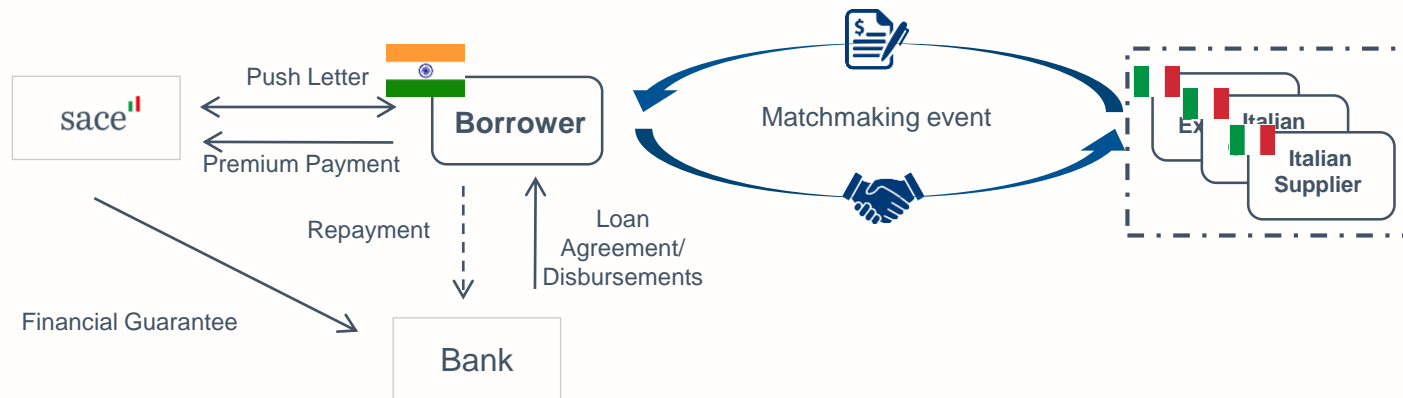 sace
Push Letter
Premium Payment
Borrower
$
Matchmaking event
Italian
Italian
Supplier
Repayment
Loan
Agreement/
Disbursements
Financial Guarantee
Bank